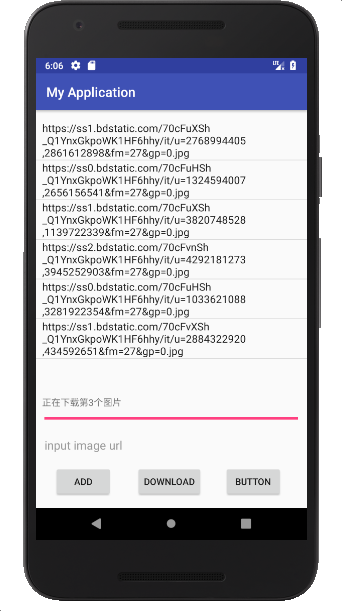 6:06
LTE
My Application
https://ss1.bdstatic.com/70cFuXSh
_Q1YnxGkpoWK1HF6hhy/it/u=2768994405
,2861612898&fm=27&gp=0.jpg
https://ss0.bdstatic.com/70cFuHSh
_Q1YnxGkpoWK1HF6hhy/it/u=1324594007
,2656156541&fm=27&gp=0.jpg
https://ss1.bdstatic.com/70cFuXSh
_Q1YnxGkpoWK1HF6hhy/it/u=3820748528
,1139722339&fm=27&gp=0.jpg
https://ss2.bdstatic.com/70cFvnSh
_Q1YnxGkpoWK1HF6hhy/it/u=4292181273
,3945252903&fm=27&gp=0.jpg
https://ss0.bdstatic.com/70cFuHSh
_Q1YnxGkpoWK1HF6hhy/it/u=1033621088
,3281922354&fm=27&gp=0.jpg
https://ss1.bdstatic.com/70cFvXSh
_Q1YnxGkpoWK1HF6hhy/it/u=2884322920
,434592651&fm=27&gp=0.jpg
正在下载第3个图片
input image url
ADD DOWNLOAD BUTTON